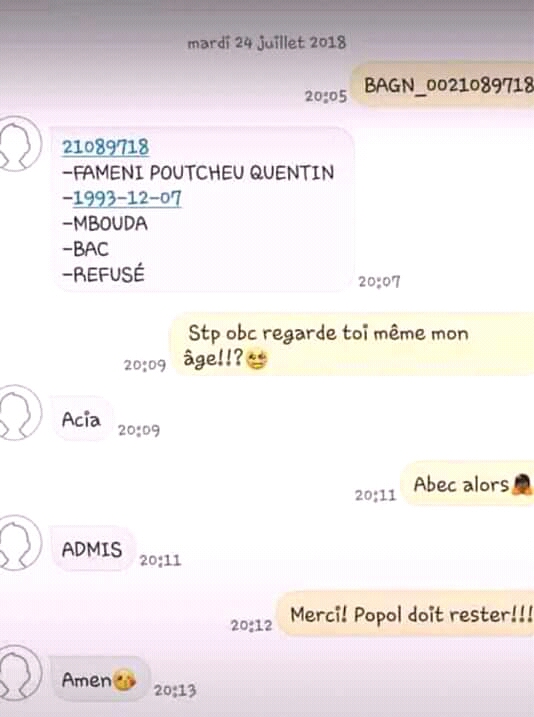 mardi 24 juillet 2018
BAGN_0021089718
20:05
21089718
-FAMENI POUTCHEU QUENTIN
-1993-12-07
-MBOUDA
-BAC
-REFUSÉ
20:07
Stp obc regarde toi même mon
âge!!?😢
20:09
Acia
20:09
Abec alors🙇
20:11
ADMIS
20:11
Merci! Popol doit rester!!!
20:12
Amen😘
20:13